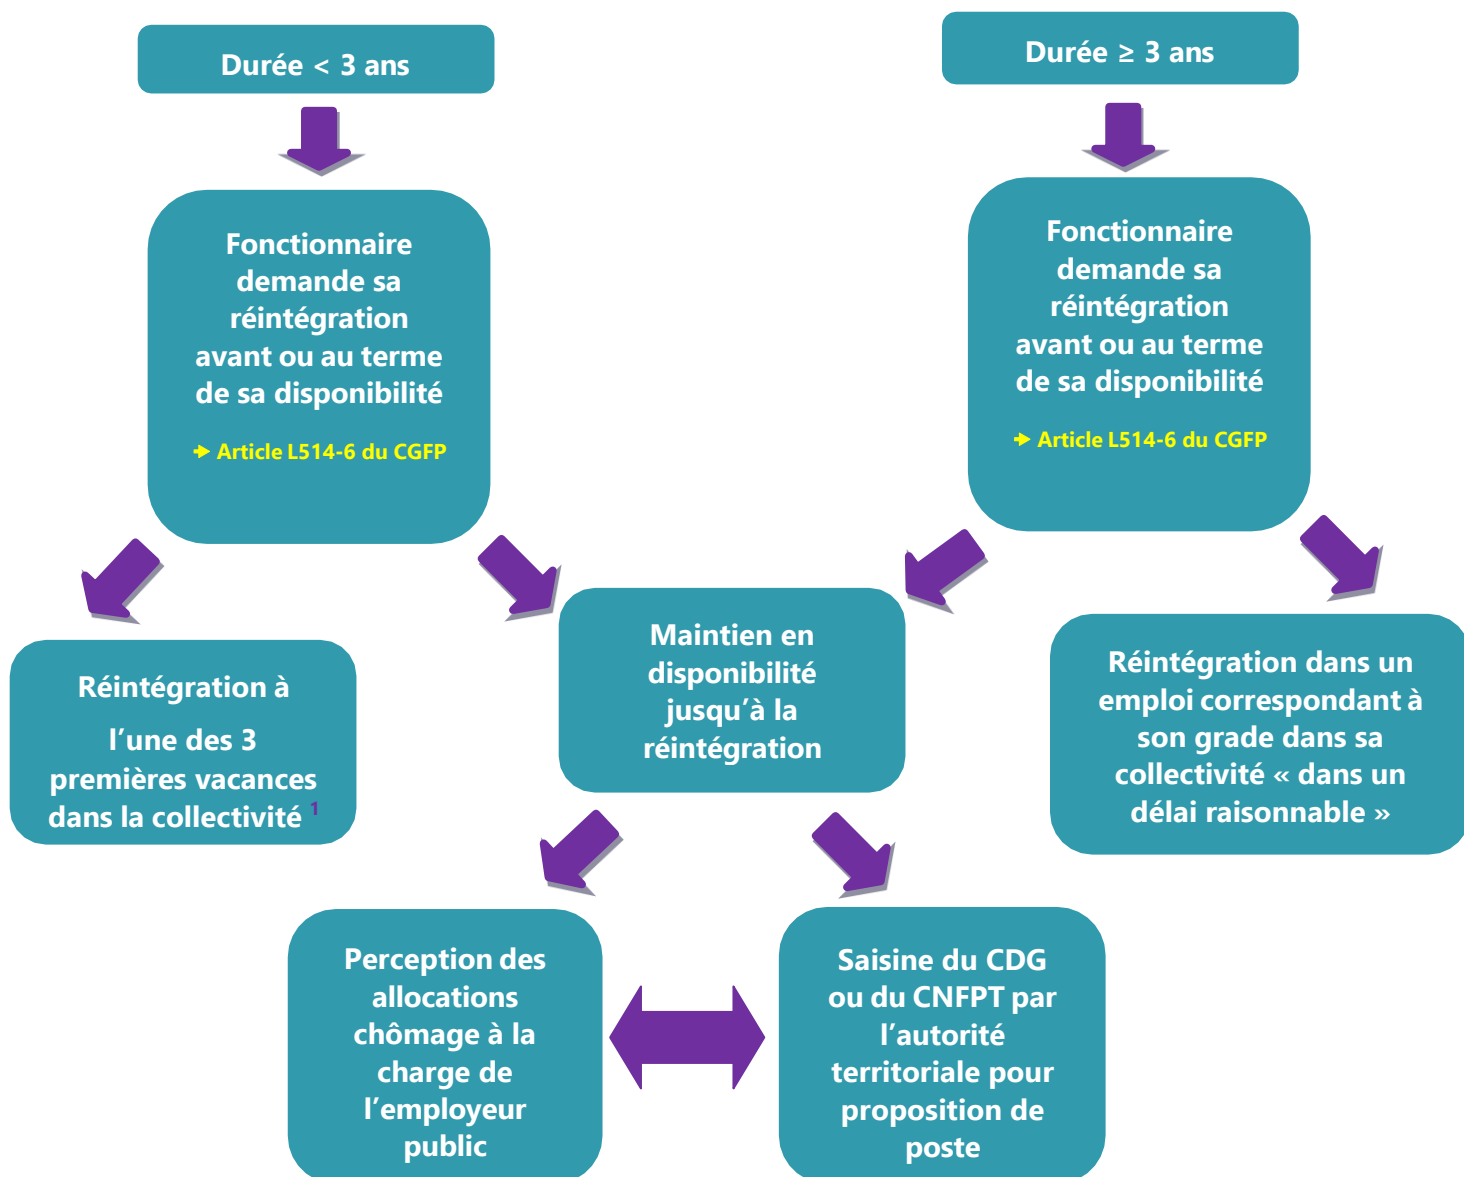 Durée < 3 ans
Durée ≥ 3 ans
Fonctionnaire
demande sa
réintégration
avant ou au terme
de sa disponibilité
➧ Article L514-6 du CGFP
Fonctionnaire
demande sa
réintégration
avant ou au terme
de sa disponibilité
➧ Article L514-6 du CGFP
Réintégration à
l’une des 3
premières vacances
dans la collectivité ¹
Maintien en
disponibilité
jusqu’à la
réintégration
Réintégration dans un
emploi correspondant à
son grade dans sa
collectivité « dans un
délai raisonnable »
Perception des
allocations
chômage à la
charge de
l’employeur
public
Saisine du CDG
ou du CNFPT par
l’autorité
territoriale pour
proposition de
poste